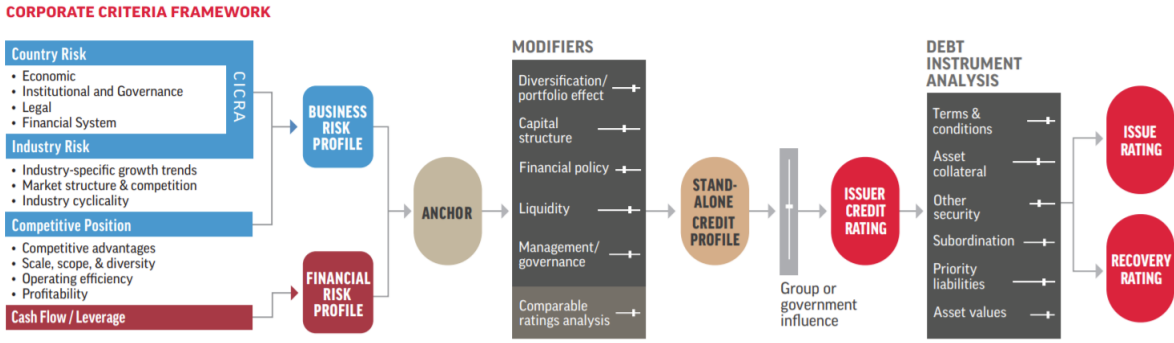 CORPORATE CRITERIA FRAMEWORK
Country Risk
• Economic
• Institutional and Governance
• Legal
• Financial System
CICRA
Industry Risk
• Industry-specific growth trends
• Market structure & competition
• Industry cyclicality
Competitive Position
• Competitive advantages
• Scale, scope, & diversity
• Operating efficiency
• Profitability
Cash Flow / Leverage
BUSINESS
RISK
PROFILE
FINANCIAL
RISK
PROFILE
ANCHOR
MODIFIERS
Diversification/
portfolio effect
Capital
structure
Financial policy
Liquidity
Management/
governance
Comparable
ratings analysis
STAND-
ALONE
CREDIT
PROFILE
Group or
government
influence
ISSUER
CREDIT
RATING
DEBT
INSTRUMENT
ANALYSIS
Terms &
conditions
Asset
collateral
Other
security
Subordination
Priority
liabilities
Asset values
ISSUE
RATING
RECOVERY
RATING